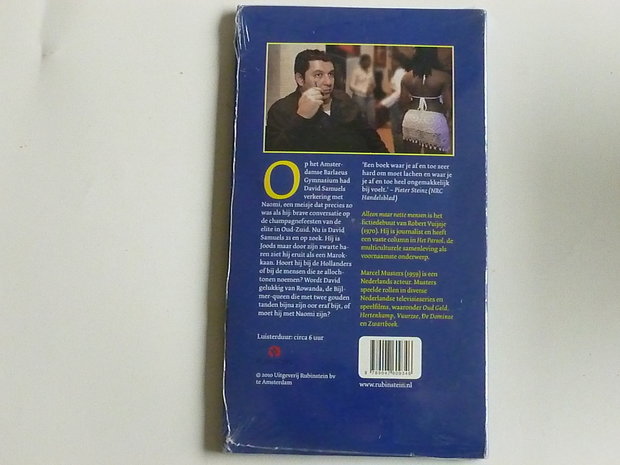 Op het Amster-
damse Barlaeus
Gymnasium had
David Samuels
verkering met
Naomi, een meisje dat precies zo
was als hij: brave conversatie op
de champagnefeesten van de
elite in Oud-Zuid. Nu is David
Samuels 21 en op zoek. Hij is
Joods maar door zijn zwarte ha-
ren ziet hij eruit als een Marok-
kaan. Hoort hij bij de Hollanders
of bij de mensen die ze alloch-
tonen noemen? Wordt David
gelukkig van Rowanda, de Bijl-
mer-queen die met twee gouden
tanden bijna zijn oor eraf bijt, of
moet hij met Naomi zijn?
Luisterduur: circa 6 uur
© 2010 Uitgeverij Rubinstein bv
te Amsterdam
'Een boek waar je af en toe zeer
hard om moet lachen en waar je
je af en toe heel ongemakkelijk
bij voelt.' – Pieter Steinz (NRC
Handelsblad)
Alleen maar nette mensen is het
fictiedebuut van Robert Vuijsje
(1970). Hij is journalist en heeft
een vaste column in Het Parool, de
multiculturele samenleving als
voornaamste onderwerp.
Marcel Musters (1959) is een
Nederlands acteur. Musters
speelde rollen in diverse
Nederlandse televisieseries en
speelfilms, waaronder Oud Geld,
Hertenkamp, Vuurzee, De Dominee
en Zwartboek.
www.rubinstein.nl